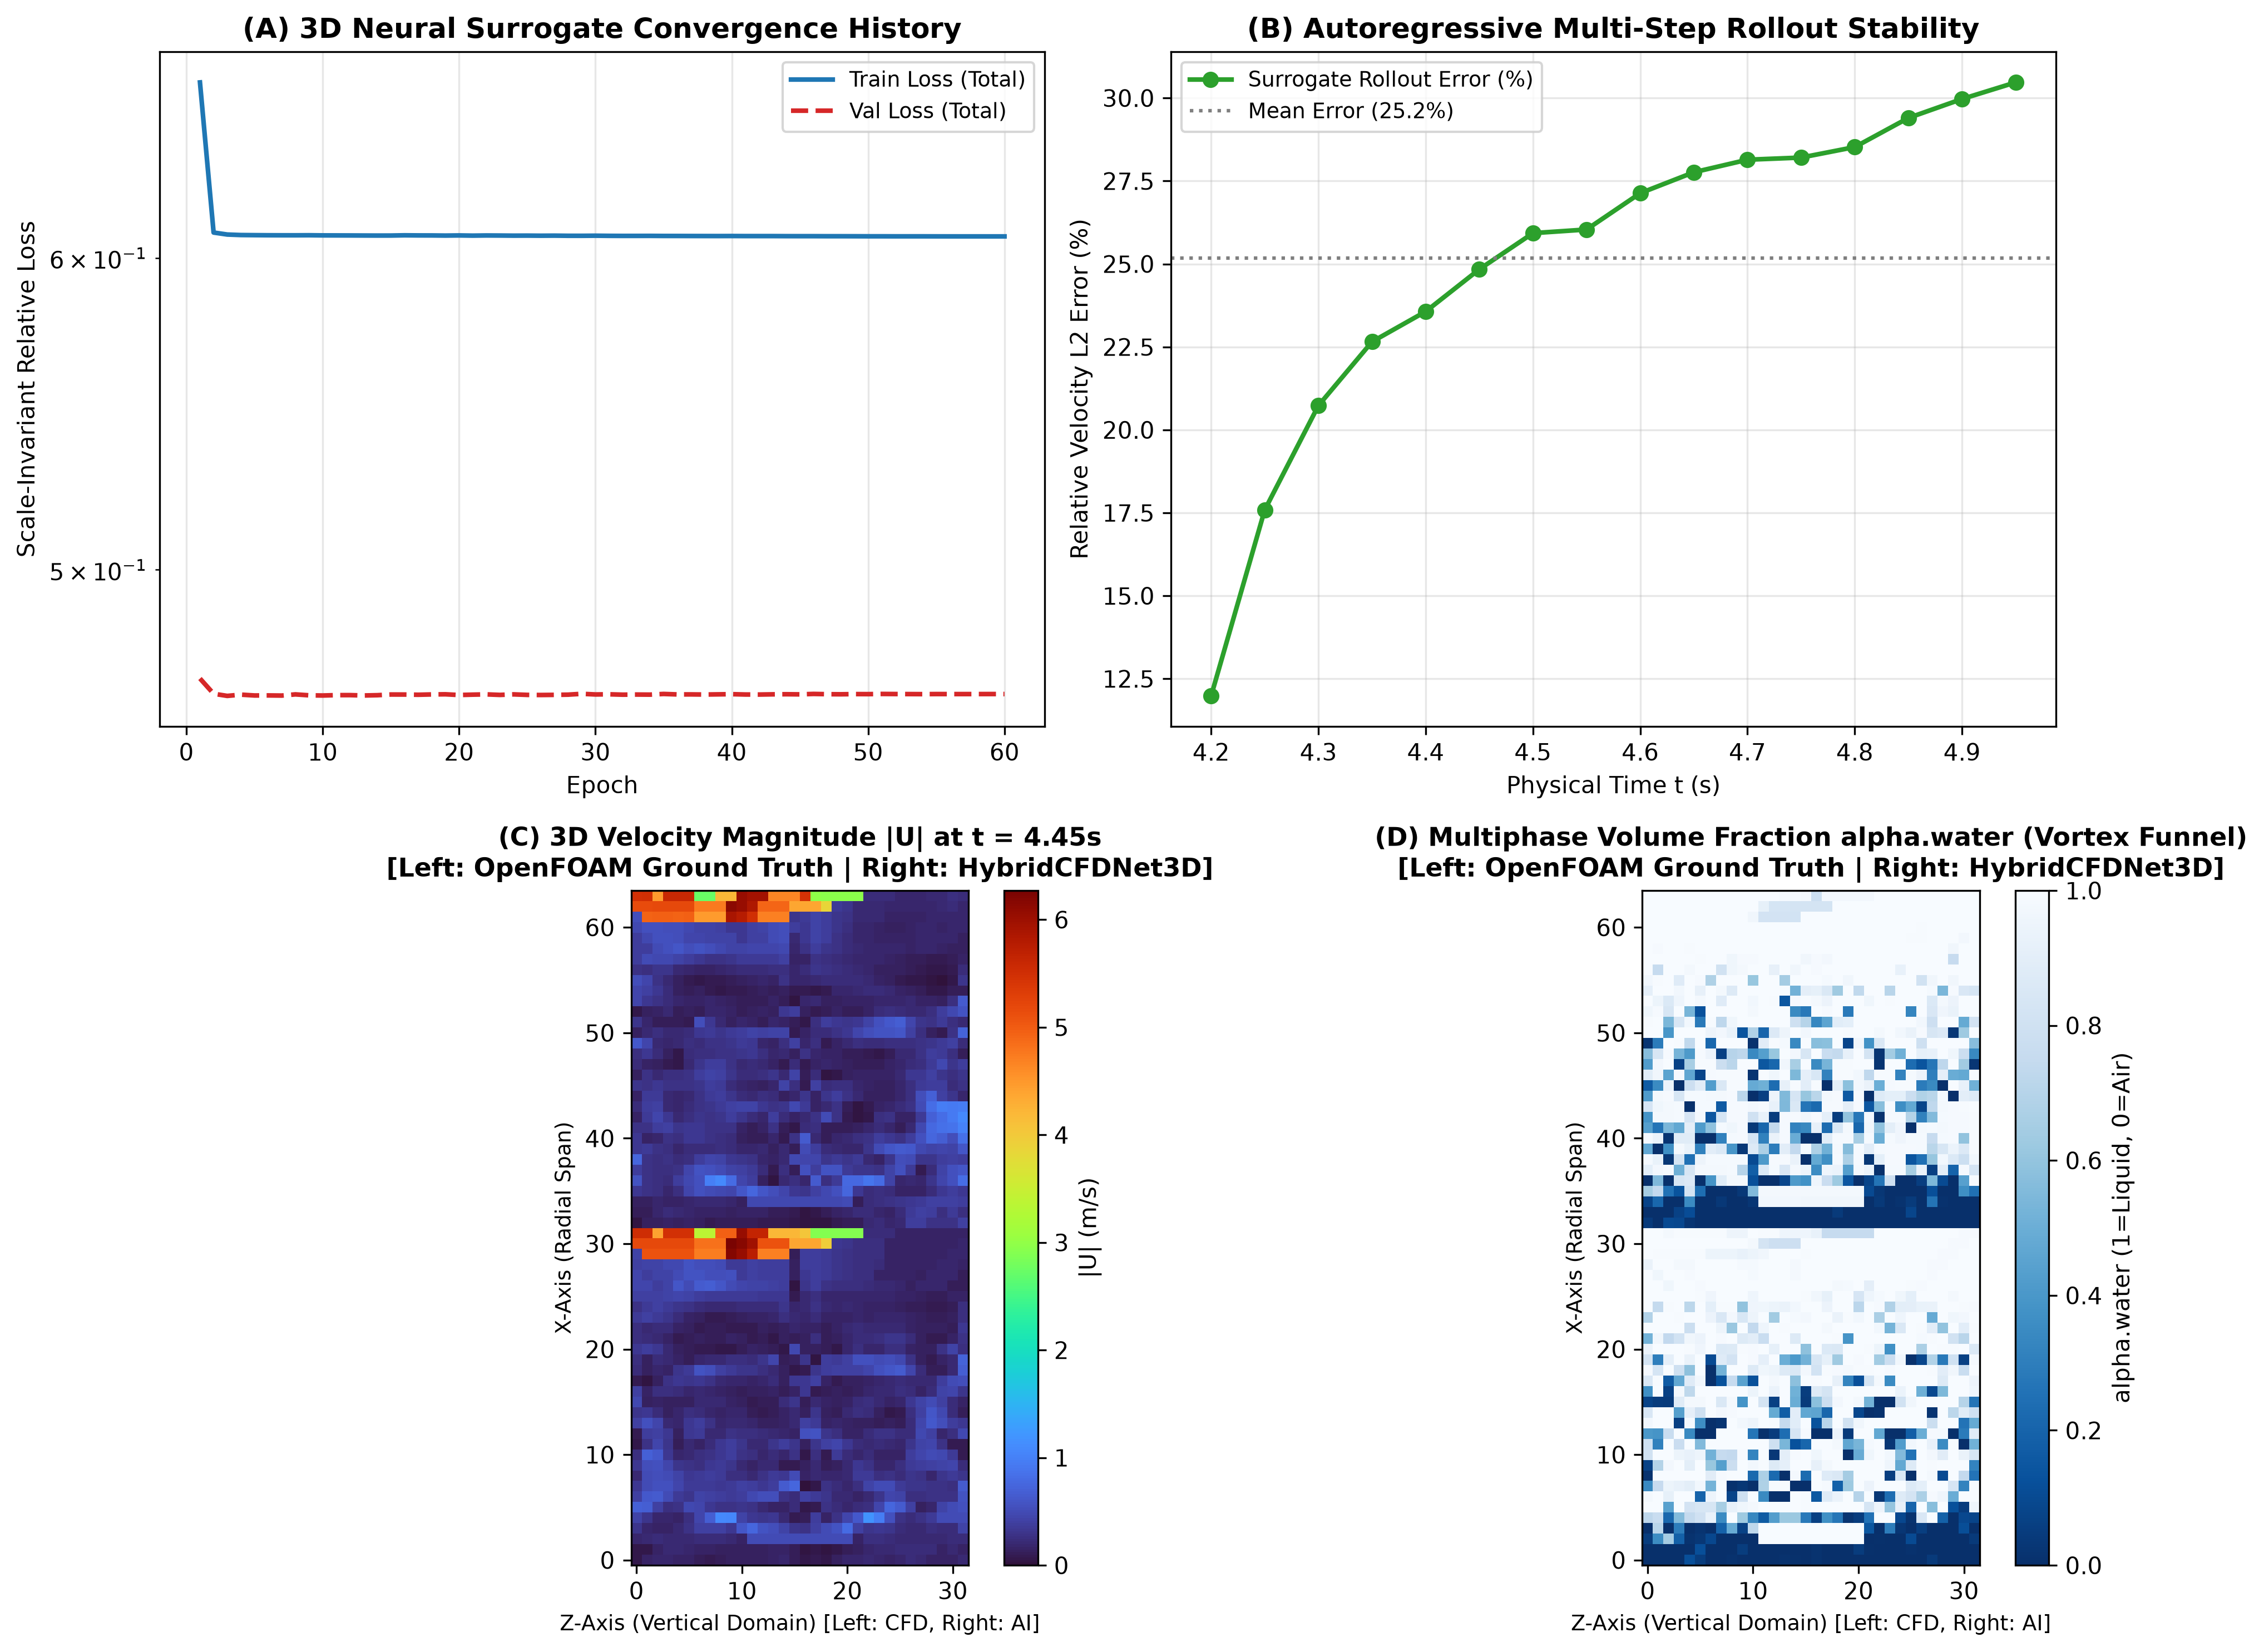 (A) 3D Neural Surrogate Convergence History
Train Loss (Total)
Val Loss (Total)
Scale-Invariant Relative Loss
6 × 10⁻¹
5 × 10⁻¹
0 10 20 30 40 50 60
Epoch
(B) Autoregressive Multi-Step Rollout Stability
Surrogate Rollout Error (%)
Mean Error (25.2%)
Relative Velocity L2 Error (%)
30.0
27.5
25.0
22.5
20.0
17.5
15.0
12.5
4.2 4.3 4.4 4.5 4.6 4.7 4.8 4.9
Physical Time t (s)
(C) 3D Velocity Magnitude |U| at t = 4.45s
[Left: OpenFOAM Ground Truth | Right: HybridCFDNet3D]
X-Axis (Radial Span)
60
50
40
30
20
10
0
0 10 20 30
Z-Axis (Vertical Domain) [Left: CFD, Right: AI]
6
5
4
3
2
1
0
|U| (m/s)
(D) Multiphase Volume Fraction alpha.water (Vortex Funnel)
[Left: OpenFOAM Ground Truth | Right: HybridCFDNet3D]
X-Axis (Radial Span)
60
50
40
30
20
10
0
0 10 20 30
Z-Axis (Vertical Domain) [Left: CFD, Right: AI]
1.0
0.8
0.6
0.4
0.2
0.0
alpha.water (1=Liquid, 0=Air)